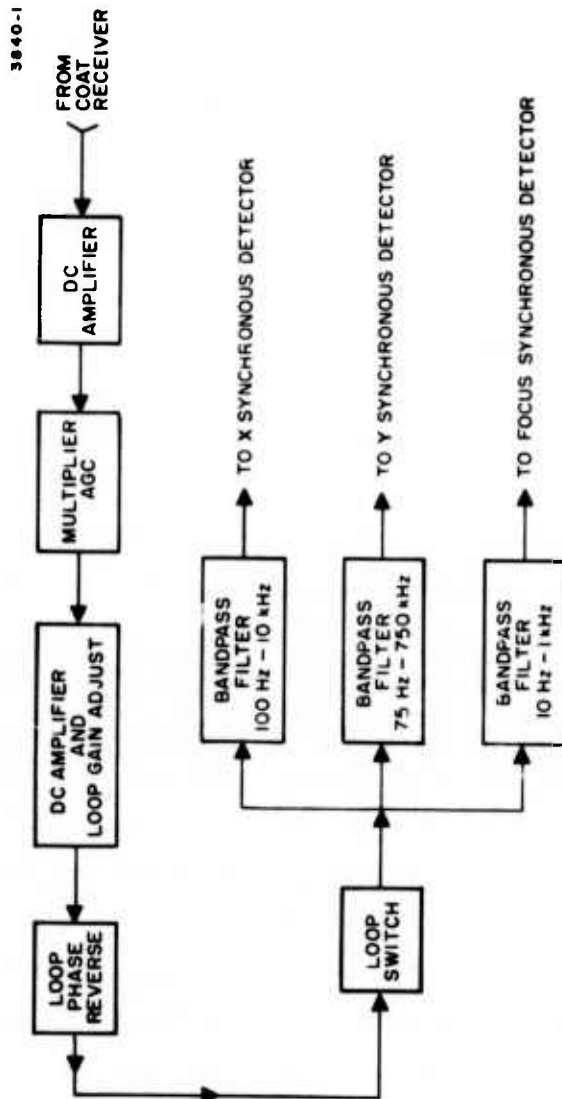 3840-1
FROM
COAT
RECEIVER
DC
AMPLIFIER
MULTIPLIER
AGC
DC AMPLIFIER
AND
LOOP GAIN ADJUST
LOOP
PHASE
REVERSE
LOOP
SWITCH
BANDPASS
FILTER
100 Hz - 10 kHz
TO X SYNCHRONOUS DETECTOR
BANDPASS
FILTER
75 Hz - 750 kHz
TO Y SYNCHRONOUS DETECTOR
BANDPASS
FILTER
10 Hz - 1 kHz
TO FOCUS SYNCHRONOUS DETECTOR